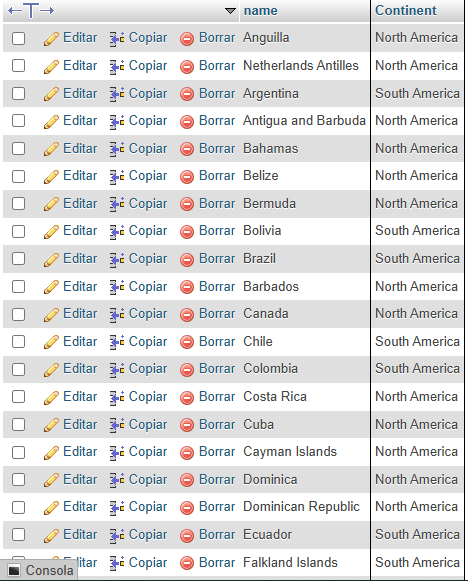 name Continent
Editar Copiar Borrar Anguilla North America
Editar Copiar Borrar Netherlands Antilles North America
Editar Copiar Borrar Argentina South America
Editar Copiar Borrar Antigua and Barbuda North America
Editar Copiar Borrar Bahamas North America
Editar Copiar Borrar Belize North America
Editar Copiar Borrar Bermuda North America
Editar Copiar Borrar Bolivia South America
Editar Copiar Borrar Brazil South America
Editar Copiar Borrar Barbados North America
Editar Copiar Borrar Canada North America
Editar Copiar Borrar Chile South America
Editar Copiar Borrar Colombia South America
Editar Copiar Borrar Costa Rica North America
Editar Copiar Borrar Cuba North America
Editar Copiar Borrar Cayman Islands North America
Editar Copiar Borrar Dominica North America
Editar Copiar Borrar Dominican Republic North America
Editar Copiar Borrar Ecuador South America
Copiar Borrar Falkland Islands South America
Consola